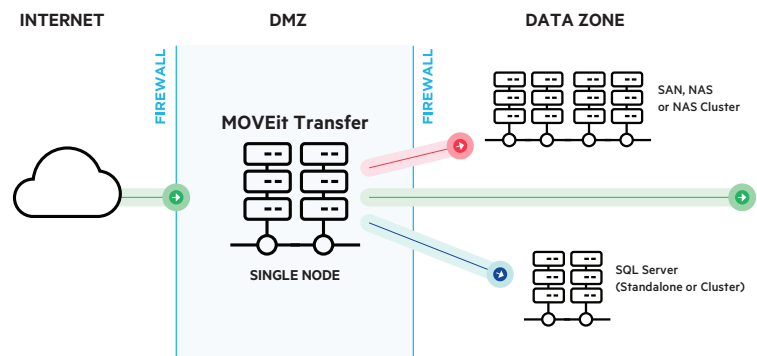 INTERNET
DMZ
DATA ZONE
FIREWALL
FIREWALL
MOVEit Transfer
SINGLE NODE
SAN, NAS
or NAS Cluster
SQL Server
(Standalone or Cluster)